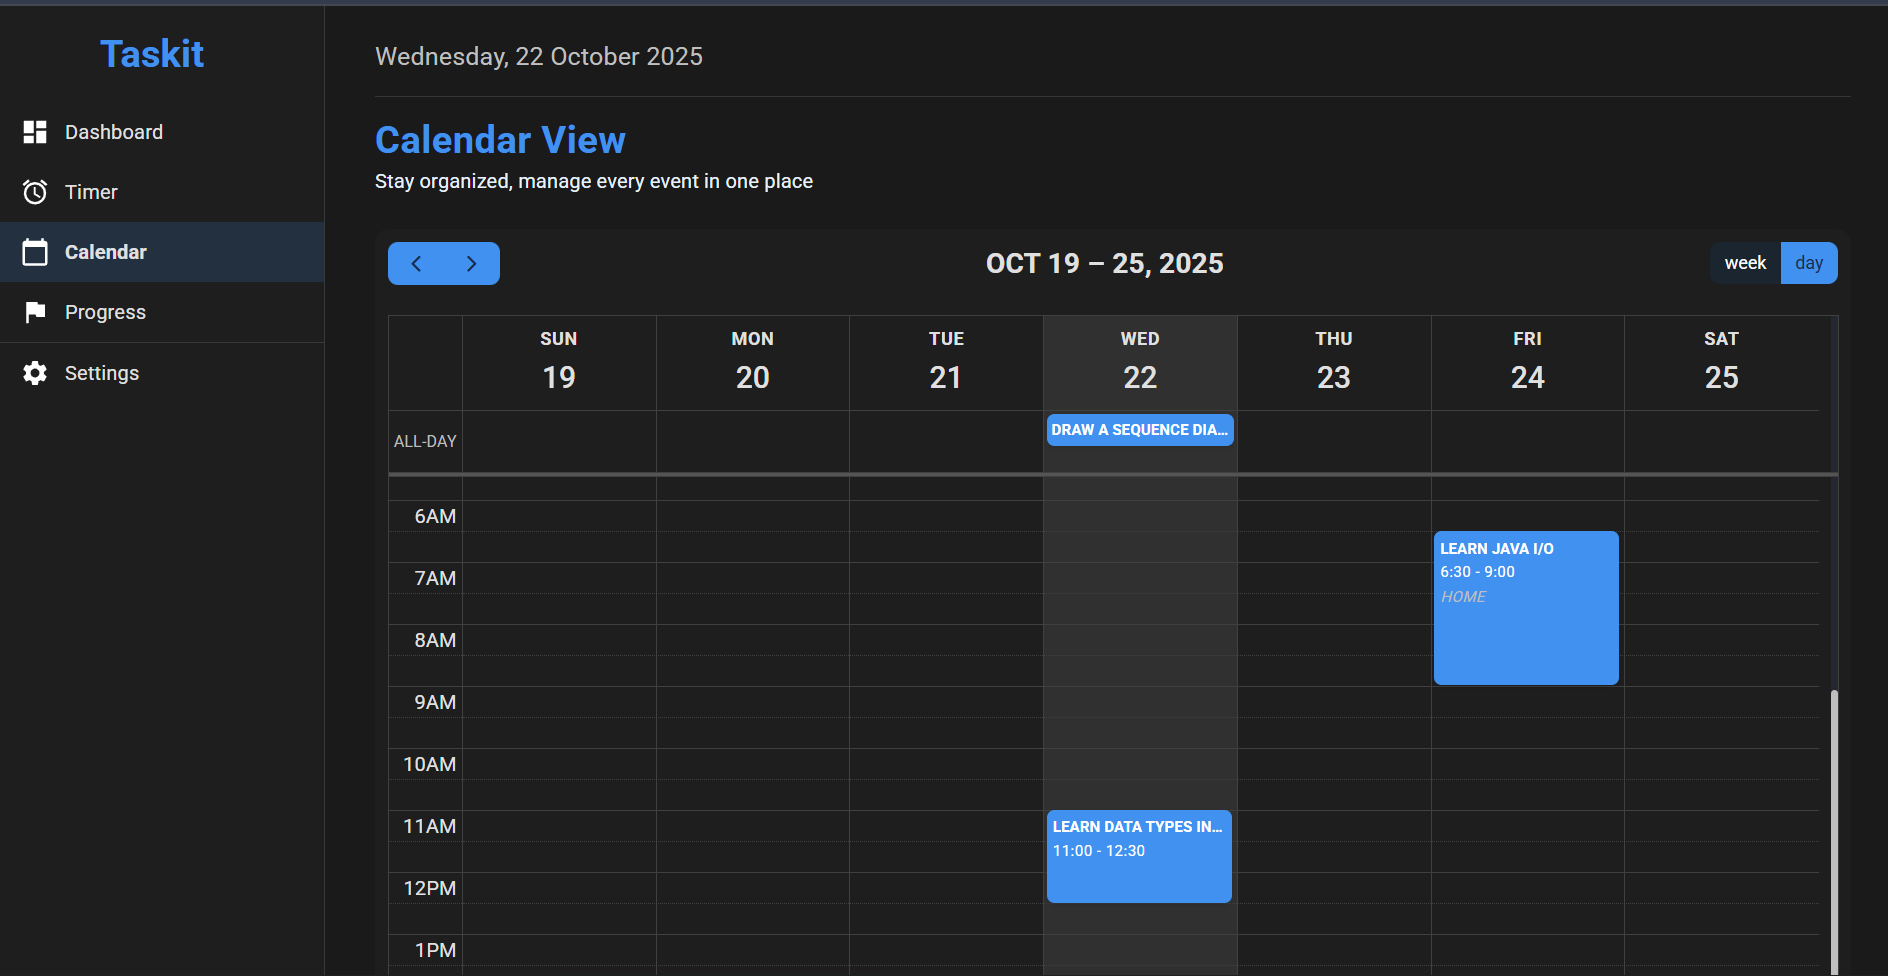 Taskit
Dashboard
Timer
Calendar
Progress
Settings
Wednesday, 22 October 2025
Calendar View
Stay organized, manage every event in one place
OCT 19 – 25, 2025
week day
SUN MON TUE WED THU FRI SAT
19 20 21 22 23 24 25
ALL-DAY
DRAW A SEQUENCE DIA...
6AM
7AM
8AM
9AM
10AM
11AM
12PM
1PM
LEARN DATA TYPES IN...
11:00 - 12:30
LEARN JAVA I/O
6:30 - 9:00
HOME